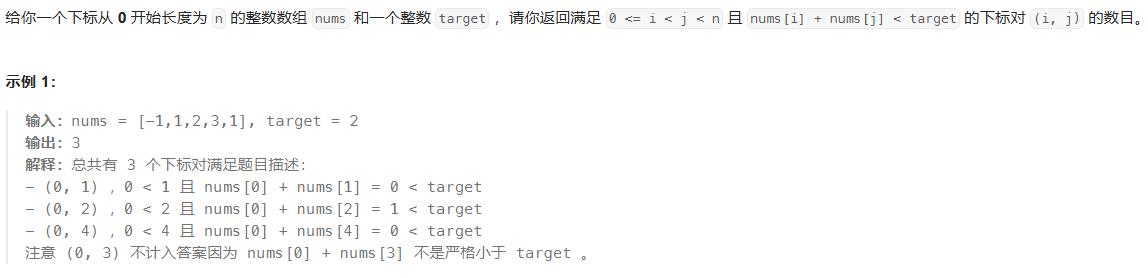 给你一个下标从 0 开始长度为 n 的整数数组 nums 和一个整数 target ，请你返回满足 0 <= i < j < n 且 nums[i] + nums[j] < target 的下标对 (i, j) 的数目。
示例 1：
输入：nums = [-1,1,2,3,1], target = 2
输出：3
解释：总共有 3 个下标对满足题目描述：
- (0, 1) ，0 < 1 且 nums[0] + nums[1] = 0 < target
- (0, 2) ，0 < 2 且 nums[0] + nums[2] = 1 < target
- (0, 4) ，0 < 4 且 nums[0] + nums[4] = 0 < target
注意 (0, 3) 不计入答案因为 nums[0] + nums[3] 不是严格小于 target 。